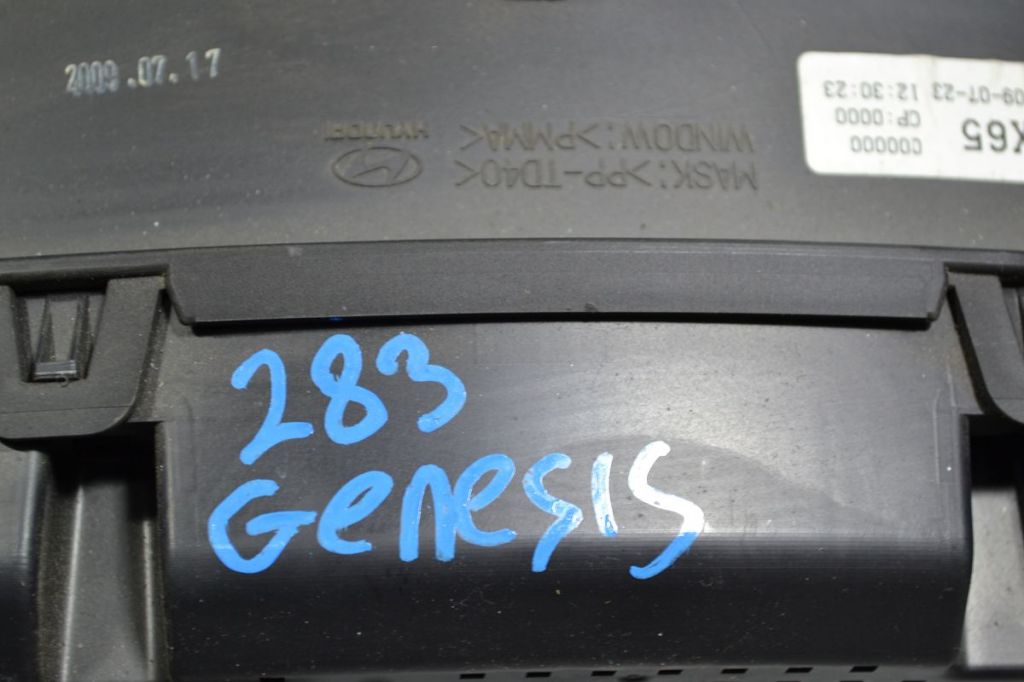 2009.07.17
MASK:>PP-TD40<
WINDOW:>PMMA<
HYUNDAI
K65
C00000
CP:D000
09-07-23 12:30:23
283
Genesis